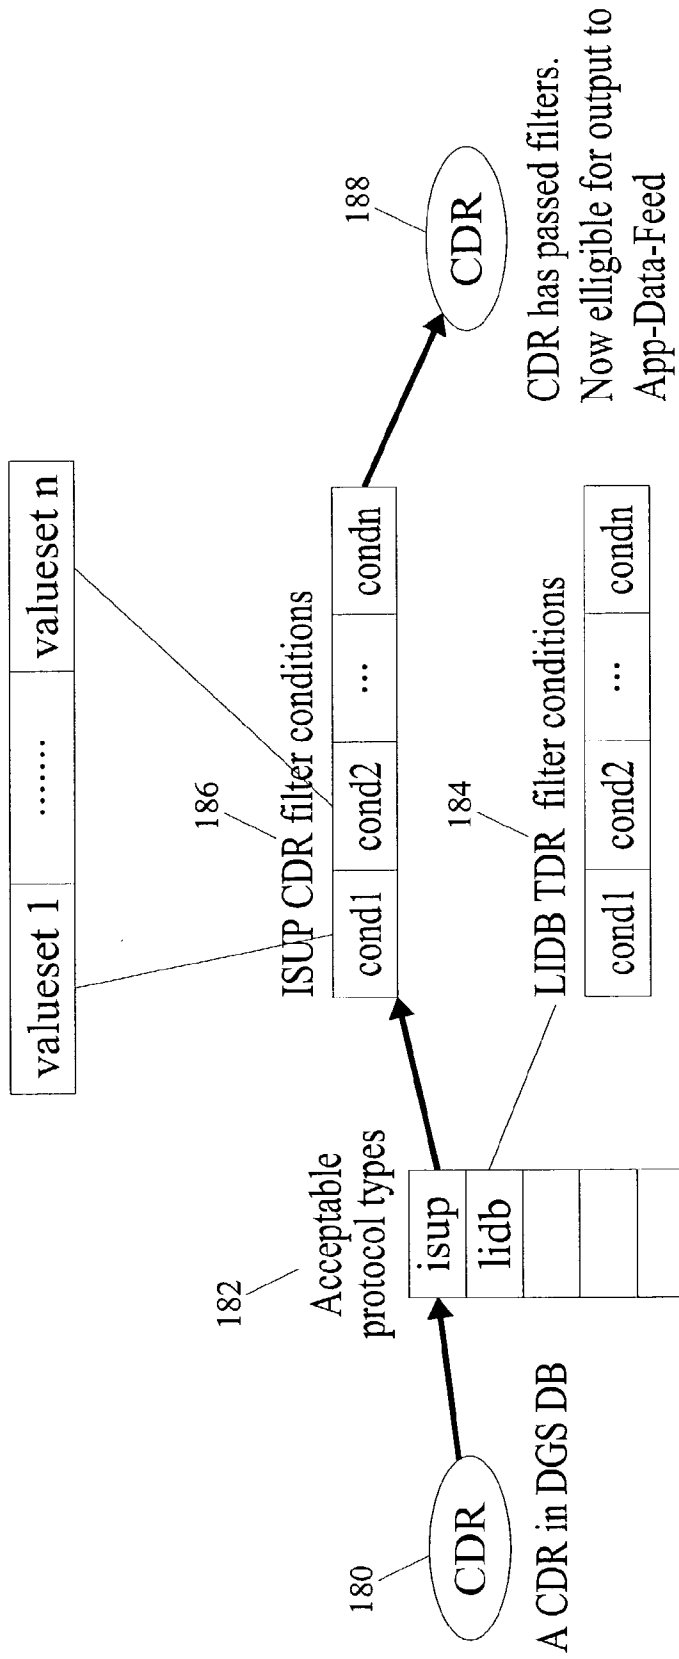 valueset 1
.......
valueset n
186
ISUP CDR filter conditions
cond1
cond2
...
condn
188
CDR
CDR has passed filters.
Now elligible for output to
App-Data-Feed
182
Acceptable
protocol types
isup
lidb
184
LIDB TDR filter conditions
cond1
cond2
...
condn
180
CDR
A CDR in DGS DB